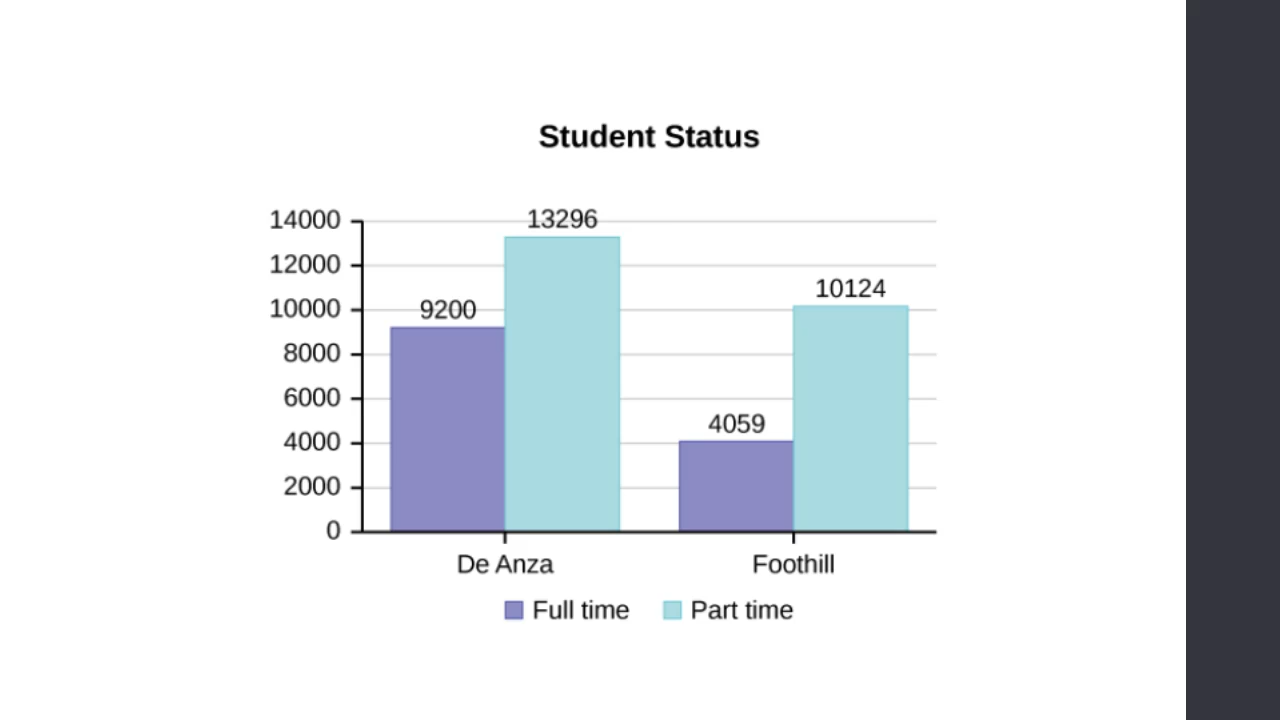 Student Status
14000
12000
10000
8000
6000
4000
2000
0
9200
13296
4059
10124
De Anza
Foothill
Full time
Part time